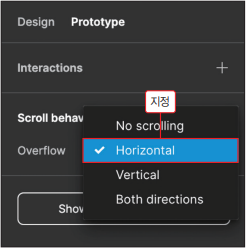 Design Prototype
Interactions
지정
Scroll behav
No scrolling
Overflow
Horizontal
Vertical
Both directions
Show